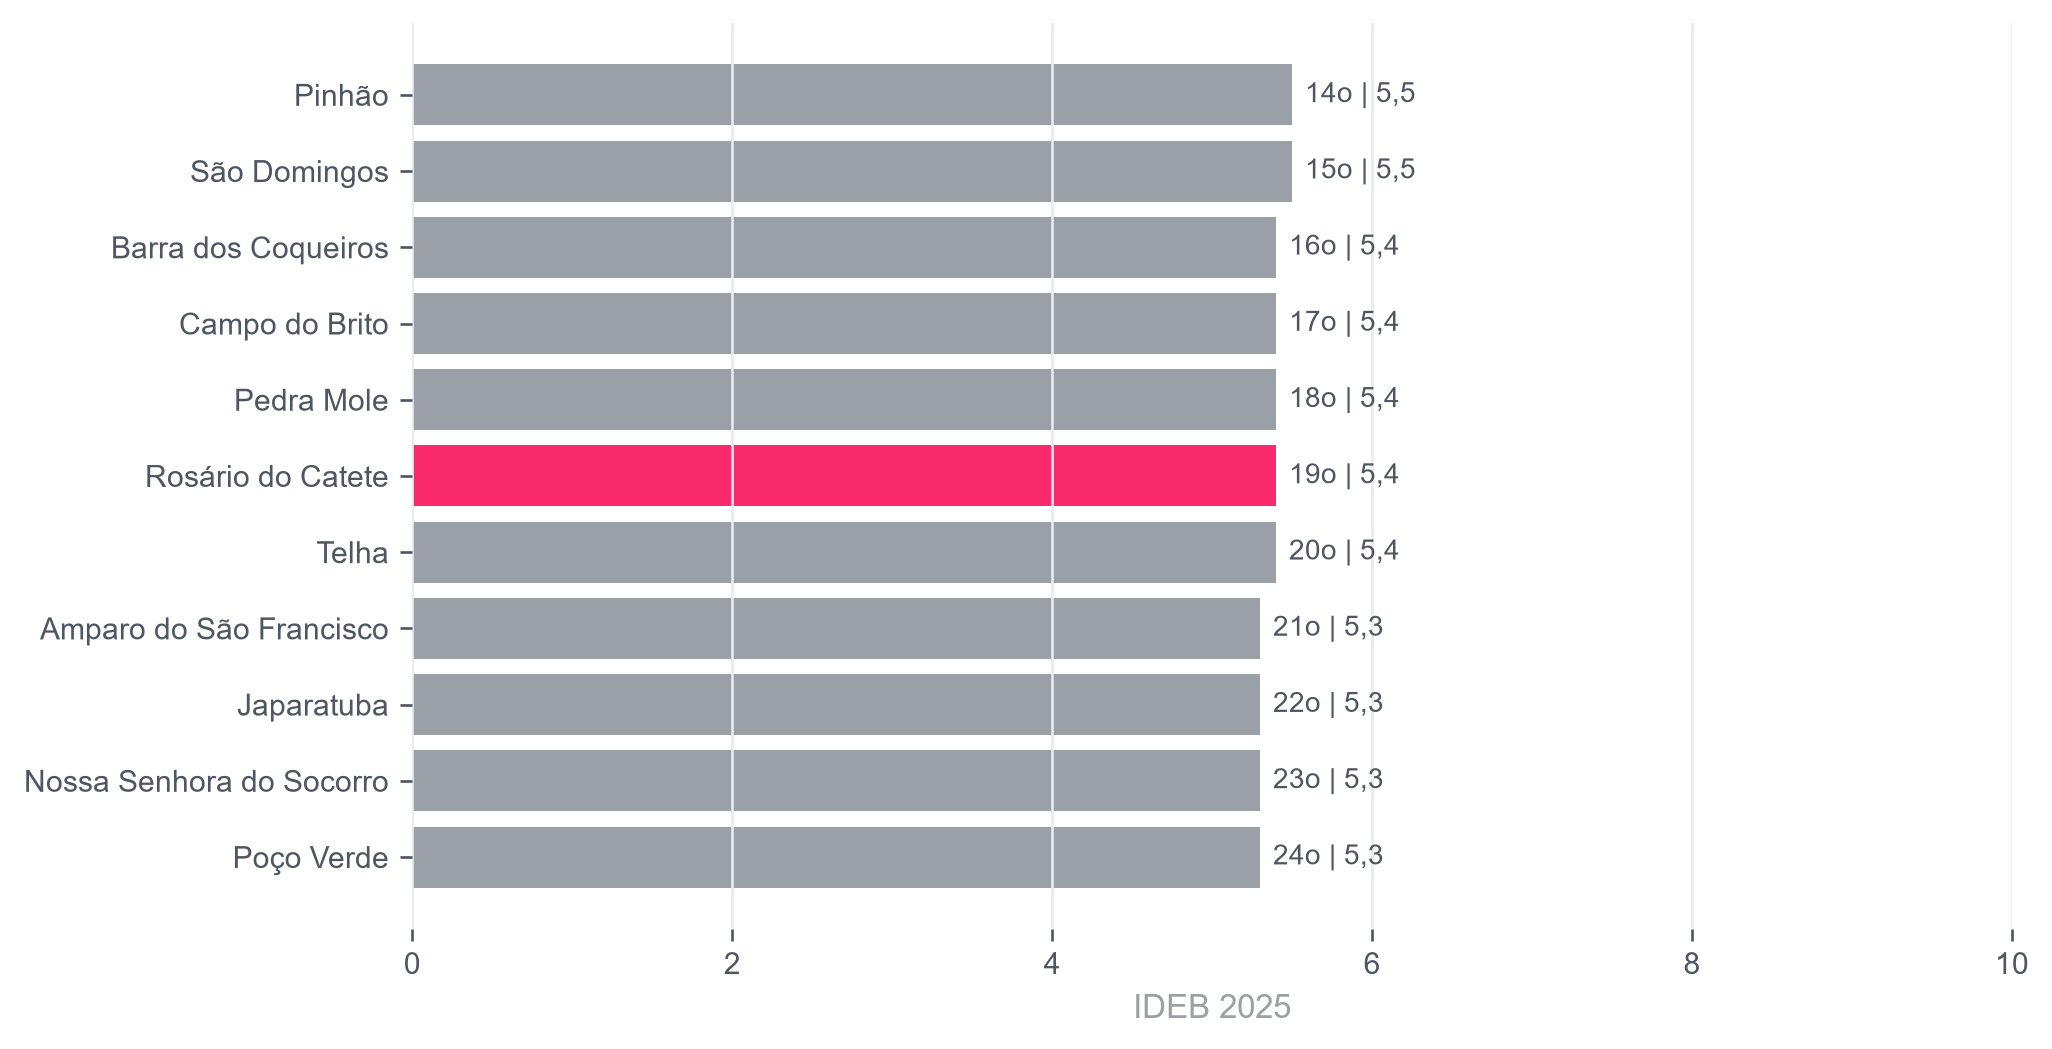 Pinhão 14o | 5,5
São Domingos 15o | 5,5
Barra dos Coqueiros 16o | 5,4
Campo do Brito 17o | 5,4
Pedra Mole 18o | 5,4
Rosário do Catete 19o | 5,4
Telha 20o | 5,4
Amparo do São Francisco 21o | 5,3
Japaratuba 22o | 5,3
Nossa Senhora do Socorro 23o | 5,3
Poço Verde 24o | 5,3
0 2 4 6 8 10
IDEB 2025